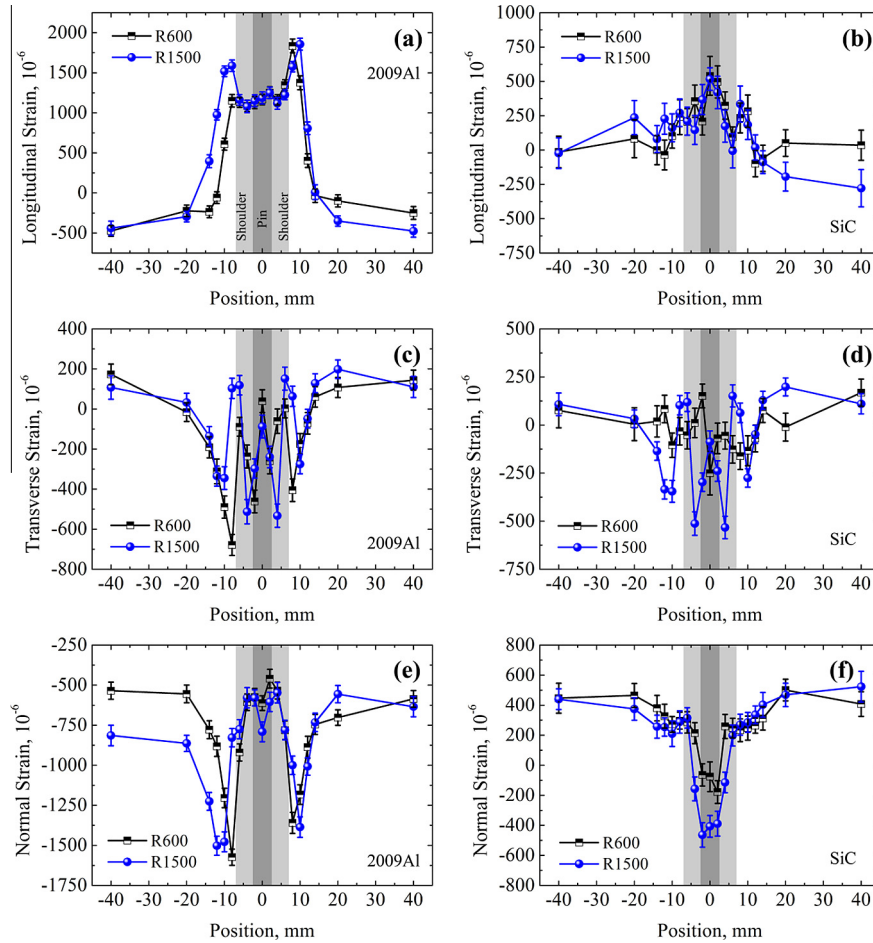 (a)
R600
R1500
2009Al
Longitudinal Strain, 10-6
2000
1500
1000
500
0
-500
Shoulder
Pin
Shoulder
-40 -30 -20 -10 0 10 20 30 40
Position, mm
(b)
R600
R1500
SiC
Longitudinal Strain, 10-6
1000
750
500
250
0
-250
-500
-750
-40 -30 -20 -10 0 10 20 30 40
Position, mm
(c)
R600
R1500
2009Al
Transverse Strain, 10-6
400
200
0
-200
-400
-600
-800
-40 -30 -20 -10 0 10 20 30 40
Position, mm
(d)
R600
R1500
SiC
Transverse Strain, 10-6
500
250
0
-250
-500
-750
-40 -30 -20 -10 0 10 20 30 40
Position, mm
(e)
R600
R1500
2009Al
Normal Strain, 10-6
-250
-500
-750
-1000
-1250
-1500
-1750
-40 -30 -20 -10 0 10 20 30 40
Position, mm
(f)
R600
R1500
SiC
Normal Strain, 10-6
800
600
400
200
0
-200
-400
-600
-800
-40 -30 -20 -10 0 10 20 30 40
Position, mm